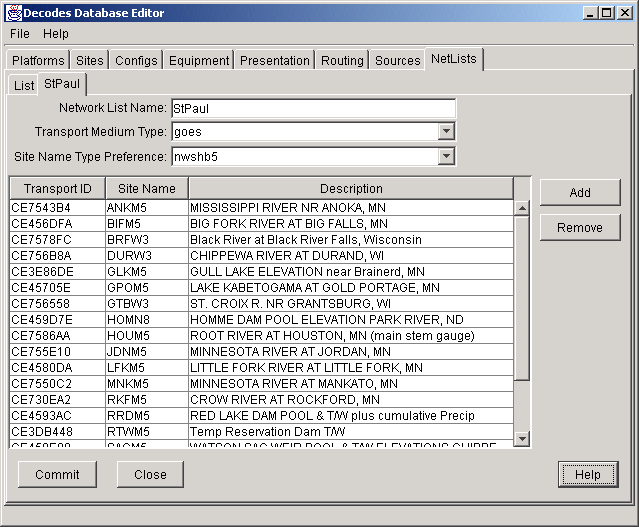 Decodes Database Editor
File Help
Platforms Sites Configs Equipment Presentation Routing Sources NetLists
List StPaul
Network List Name: StPaul
Transport Medium Type: goes
Site Name Type Preference: nwshb5
Transport ID Site Name Description
CE7543B4 ANKM5 MISSISSIPPI RIVER NR ANOKA, MN
CE456DFA BIFM5 BIG FORK RIVER AT BIG FALLS, MN
CE7578FC BRFW3 Black River at Black River Falls, Wisconsin
CE756B8A DURW3 CHIPPEWA RIVER AT DURAND, WI
CE3E86DE GLKM5 GULL LAKE ELEVATION near Brainerd, MN
CE45705E GPOM5 LAKE KABETOGAMA AT GOLD PORTAGE, MN
CE756558 GTBW3 ST. CROIX R. NR GRANTSBURG, WI
CE459D7E HOMN8 HOMME DAM POOL ELEVATION PARK RIVER, ND
CE7586AA HOUM5 ROOT RIVER AT HOUSTON, MN (main stem gauge)
CE755E10 JDNM5 MINNESOTA RIVER AT JORDAN, MN
CE4580DA LFKM5 LITTLE FORK RIVER AT LITTLE FORK, MN
CE7550C2 MNKM5 MINNESOTA RIVER AT MANKATO, MN
CE730EA2 RKFM5 CROW RIVER AT ROCKFORD, MN
CE4593AC RRDM5 RED LAKE DAM POOL & T/W plus cumulative Precip
CE3DB448 RTWM5 Temp Reservation Dam T/W
Add
Remove
Commit Close Help